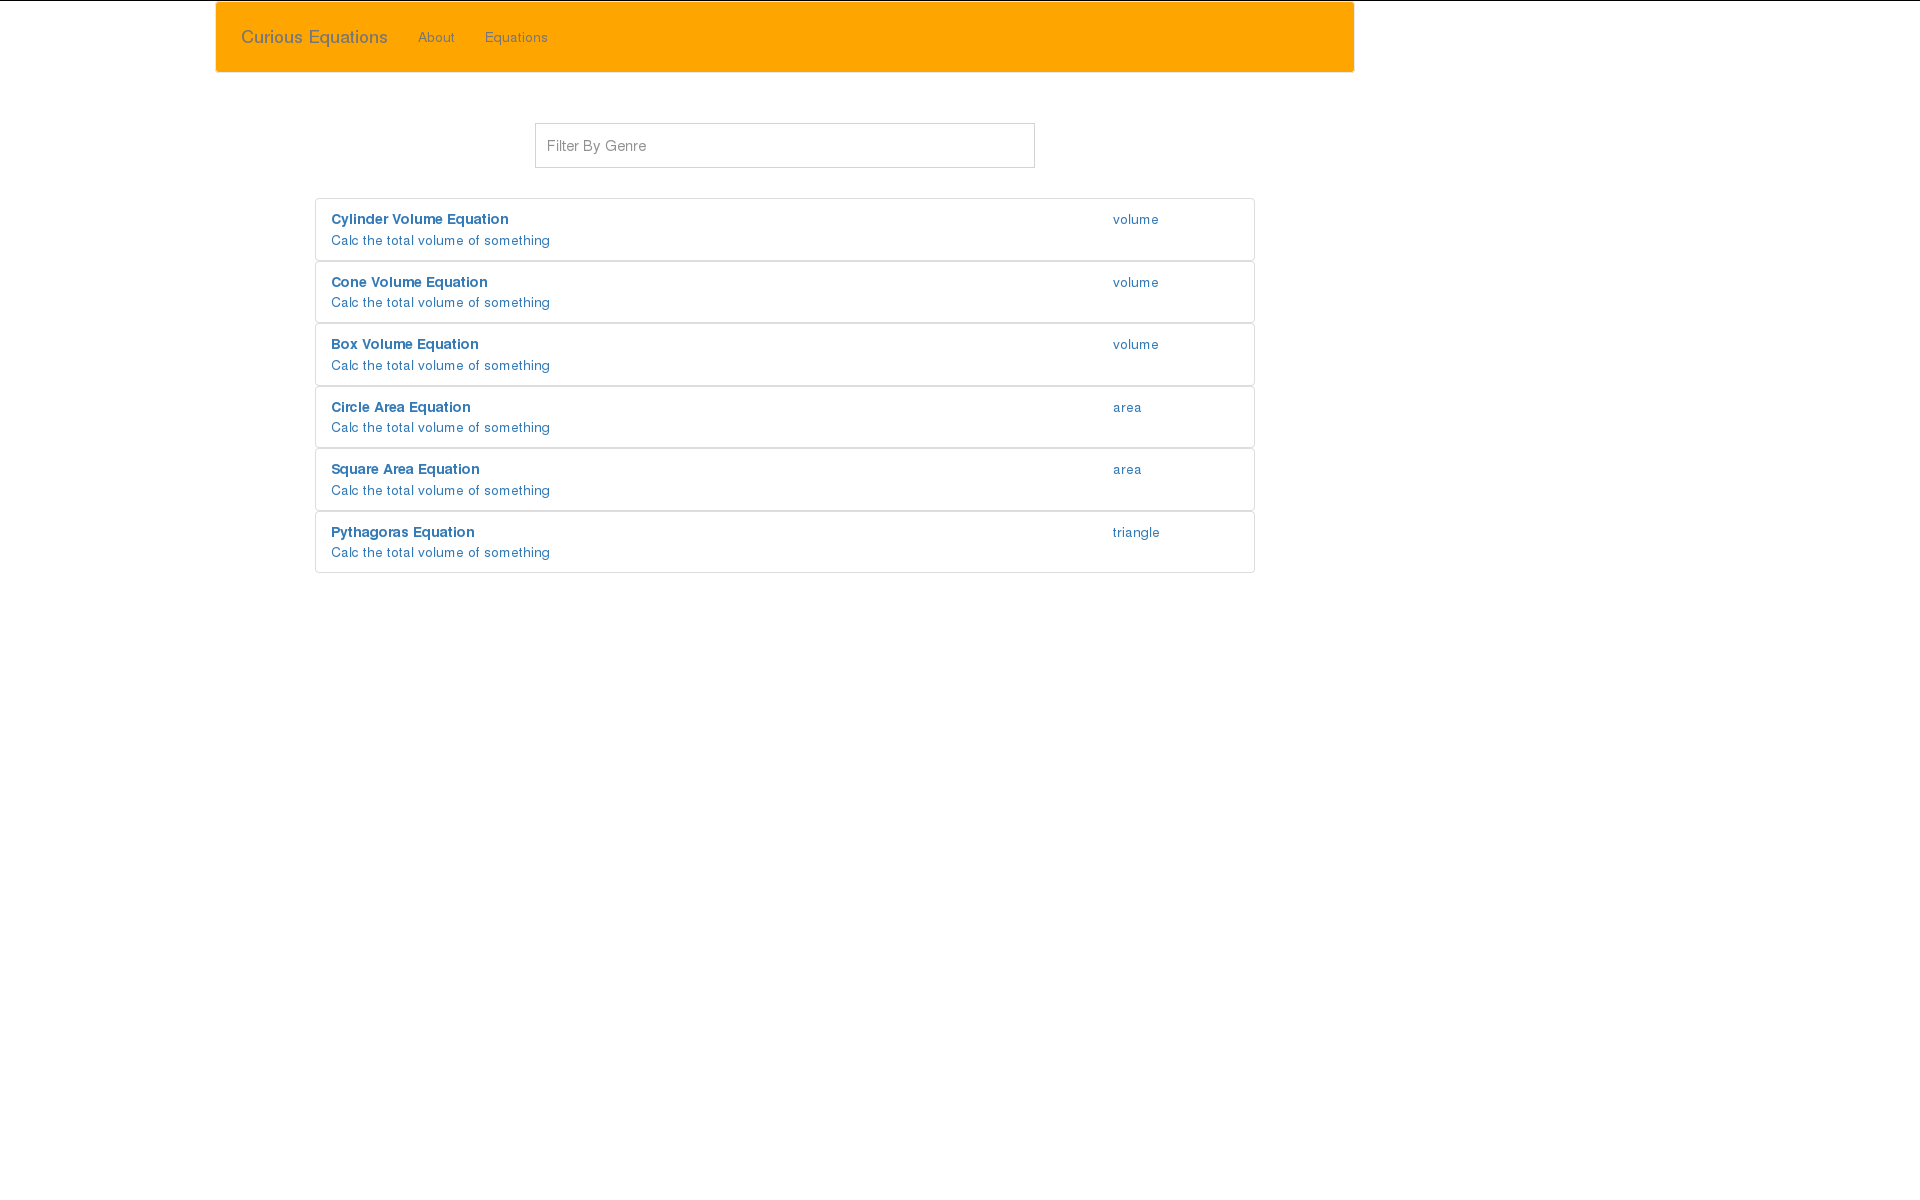 Curious Equations About Equations
Filter By Genre
Cylinder Volume Equation volume
Calc the total volume of something
Cone Volume Equation volume
Calc the total volume of something
Box Volume Equation volume
Calc the total volume of something
Circle Area Equation area
Calc the total volume of something
Square Area Equation area
Calc the total volume of something
Pythagoras Equation triangle
Calc the total volume of something